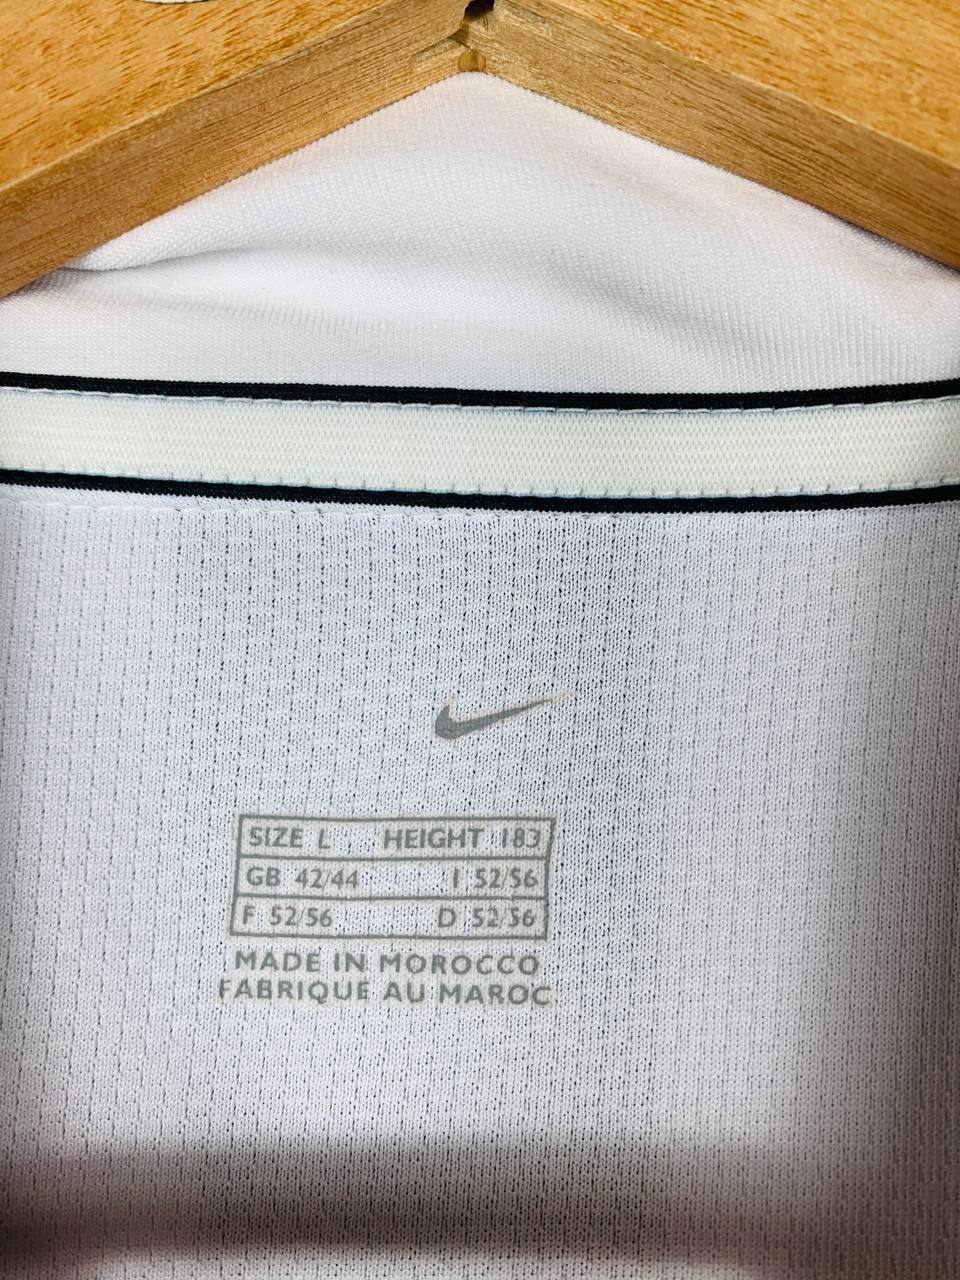 SIZE L HEIGHT 183
GB 42/44 I 52/56
F 52/56 D 52/56
MADE IN MOROCCO
FABRIQUE AU MAROC